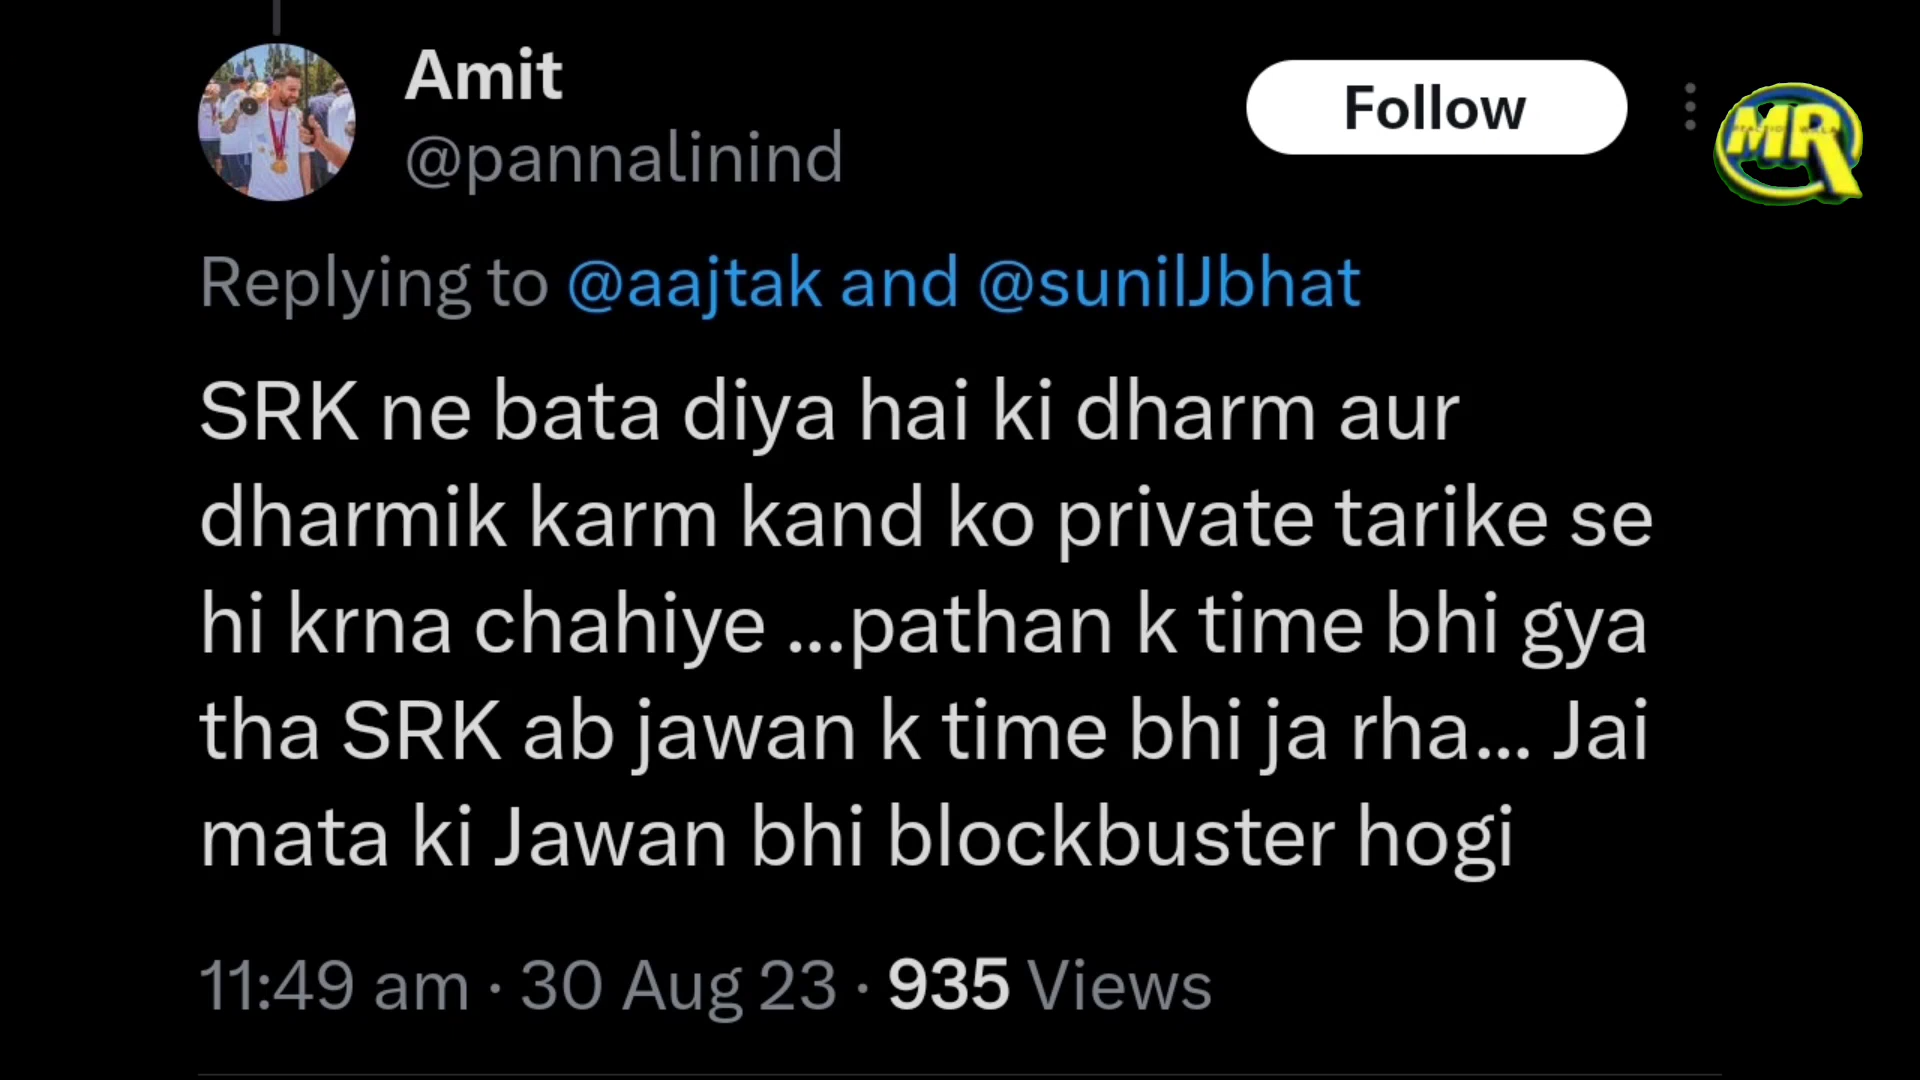 Amit
@pannalinind
Follow
MR
Replying to @aajtak and @sunilJbhat
SRK ne bata diya hai ki dharm aur
dharmik karm kand ko private tarike se
hi krna chahiye ...pathan k time bhi gya
tha SRK ab jawan k time bhi ja rha... Jai
mata ki Jawan bhi blockbuster hogi
11:49 am · 30 Aug 23 · 935 Views